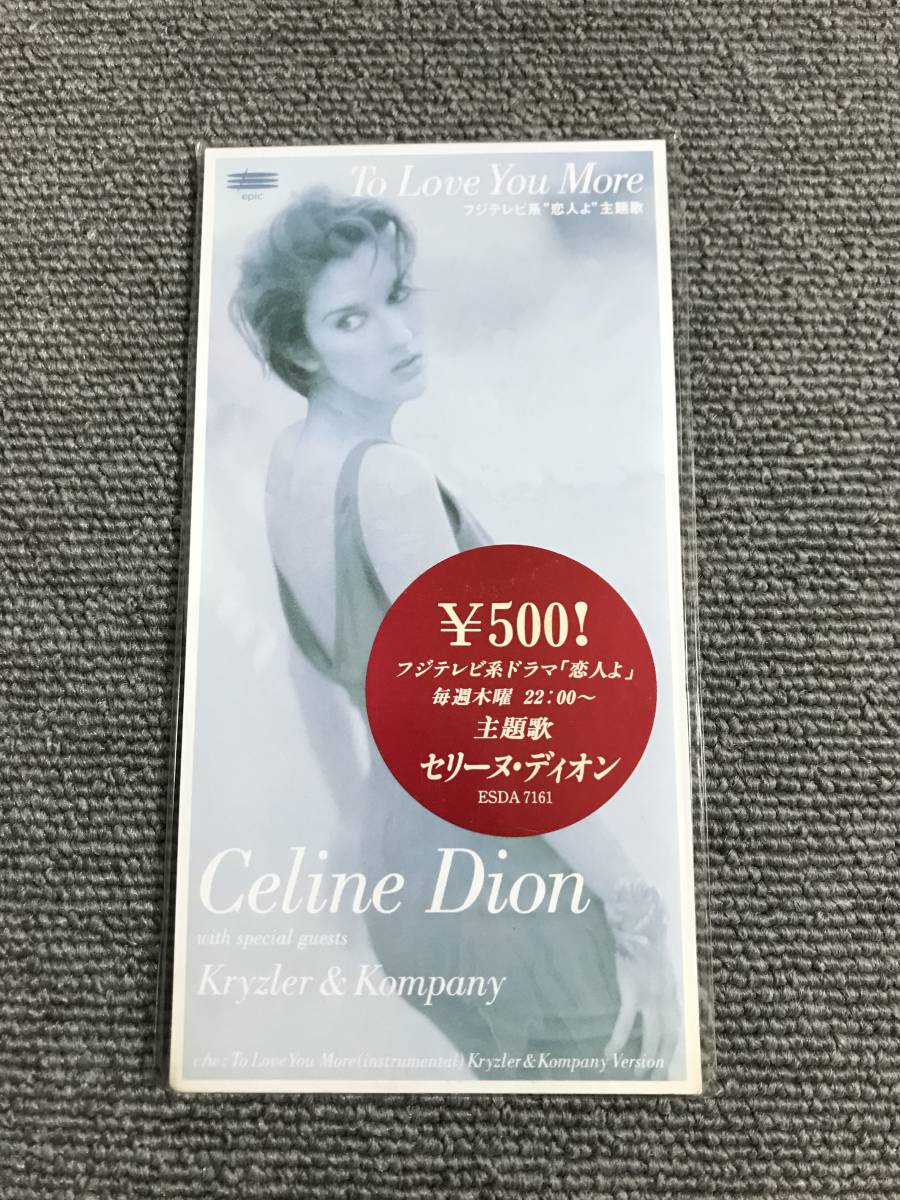 To Love You More
epic
フジテレビ系"恋人よ"主題歌
¥500!
フジテレビ系ドラマ「恋人よ」
毎週木曜 22:00〜
主題歌
セリーヌ・ディオン
ESDA 7161
Celine Dion
with special guests
Kryzler & Kompany
c/w: To Love You More (instrumental) Kryzler & Kompany Version